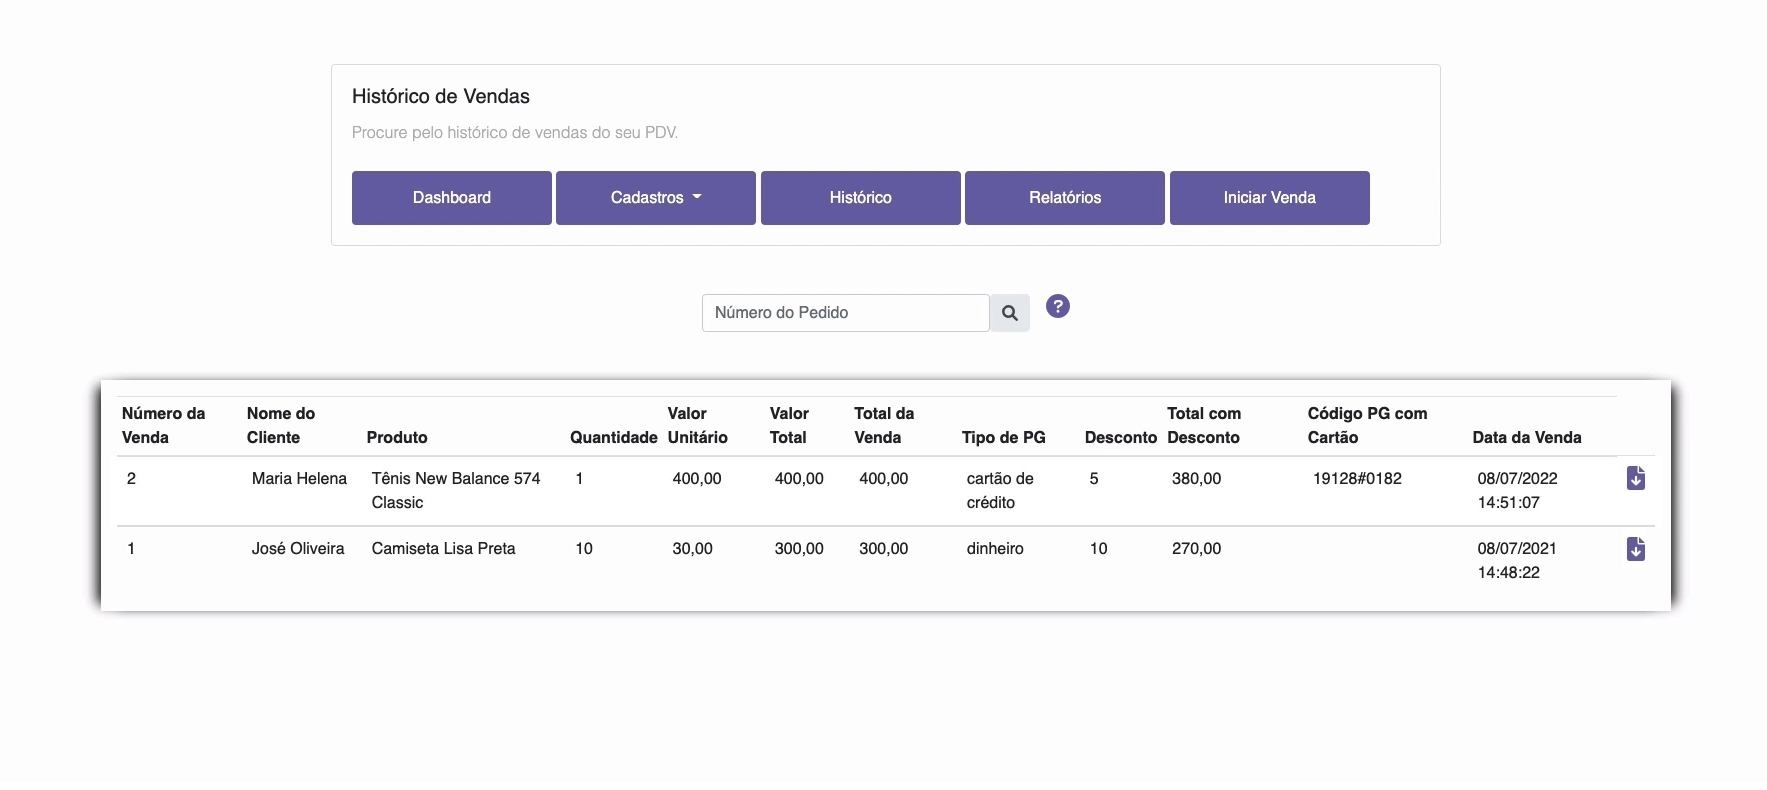 Histórico de Vendas
Procure pelo histórico de vendas do seu PDV.
Dashboard Cadastros Histórico Relatórios Iniciar Venda
Número do Pedido ?
Número da Venda Nome do Cliente Produto Quantidade Valor Unitário Valor Total Total da Venda Tipo de PG Desconto Total com Desconto Código PG com Cartão Data da Venda
2 Maria Helena Tênis New Balance 574 Classic 1 400,00 400,00 400,00 cartão de crédito 5 380,00 19128#0182 08/07/2022 14:51:07
1 José Oliveira Camiseta Lisa Preta 10 30,00 300,00 300,00 dinheiro 10 270,00 08/07/2021 14:48:22